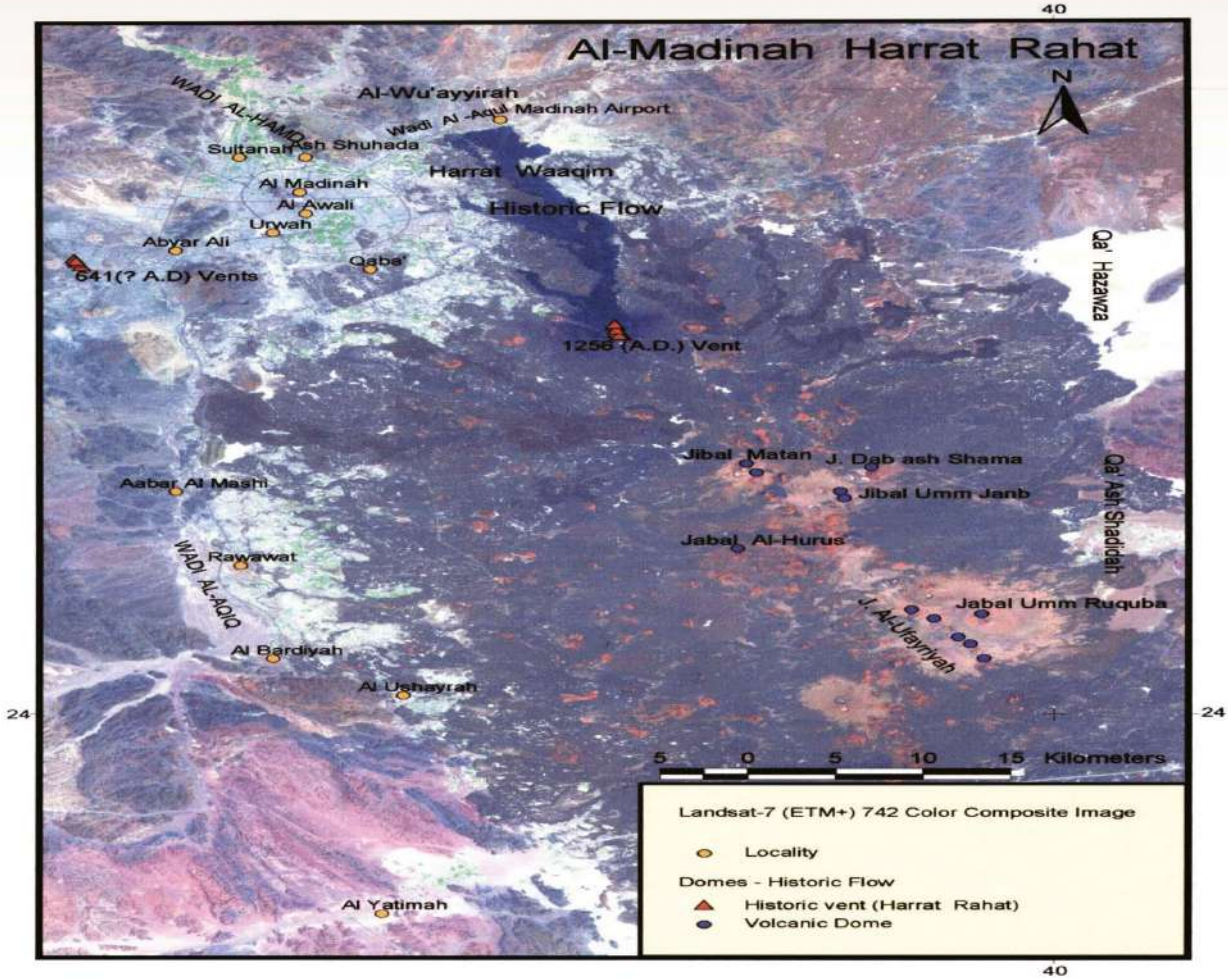 40
Al-Madinah Harrat Rahat
N
WADI AL-HAMD
Al-Wu'ayyirah
Wadi Al -Aqul
Madinah Airport
Sultanah
Ash Shuhada
Harrat Waaqim
Al Madinah
Al Awali
Historic Flow
Urwah
Abyar Ali
Qaba'
641(? A.D) Vents
Qa' Hazawza
1256 (A.D.) Vent
Jibal Matan
J. Dab ash Shama
Aabar Al Mashi
Jibal Umm Janb
Qa' Ash Shadidah
Jabal Al-Hurus
Rawawat
WADI AL-AQIQ
Jabal Umm Ruquba
J. Al-Ufayriyah
Al Bardiyah
Al Ushayrah
24
24
5 0 5 10 15 Kilometers
Landsat-7 (ETM+) 742 Color Composite Image
Locality
Domes - Historic Flow
Historic vent (Harrat Rahat)
Volcanic Dome
Al Yatimah
40